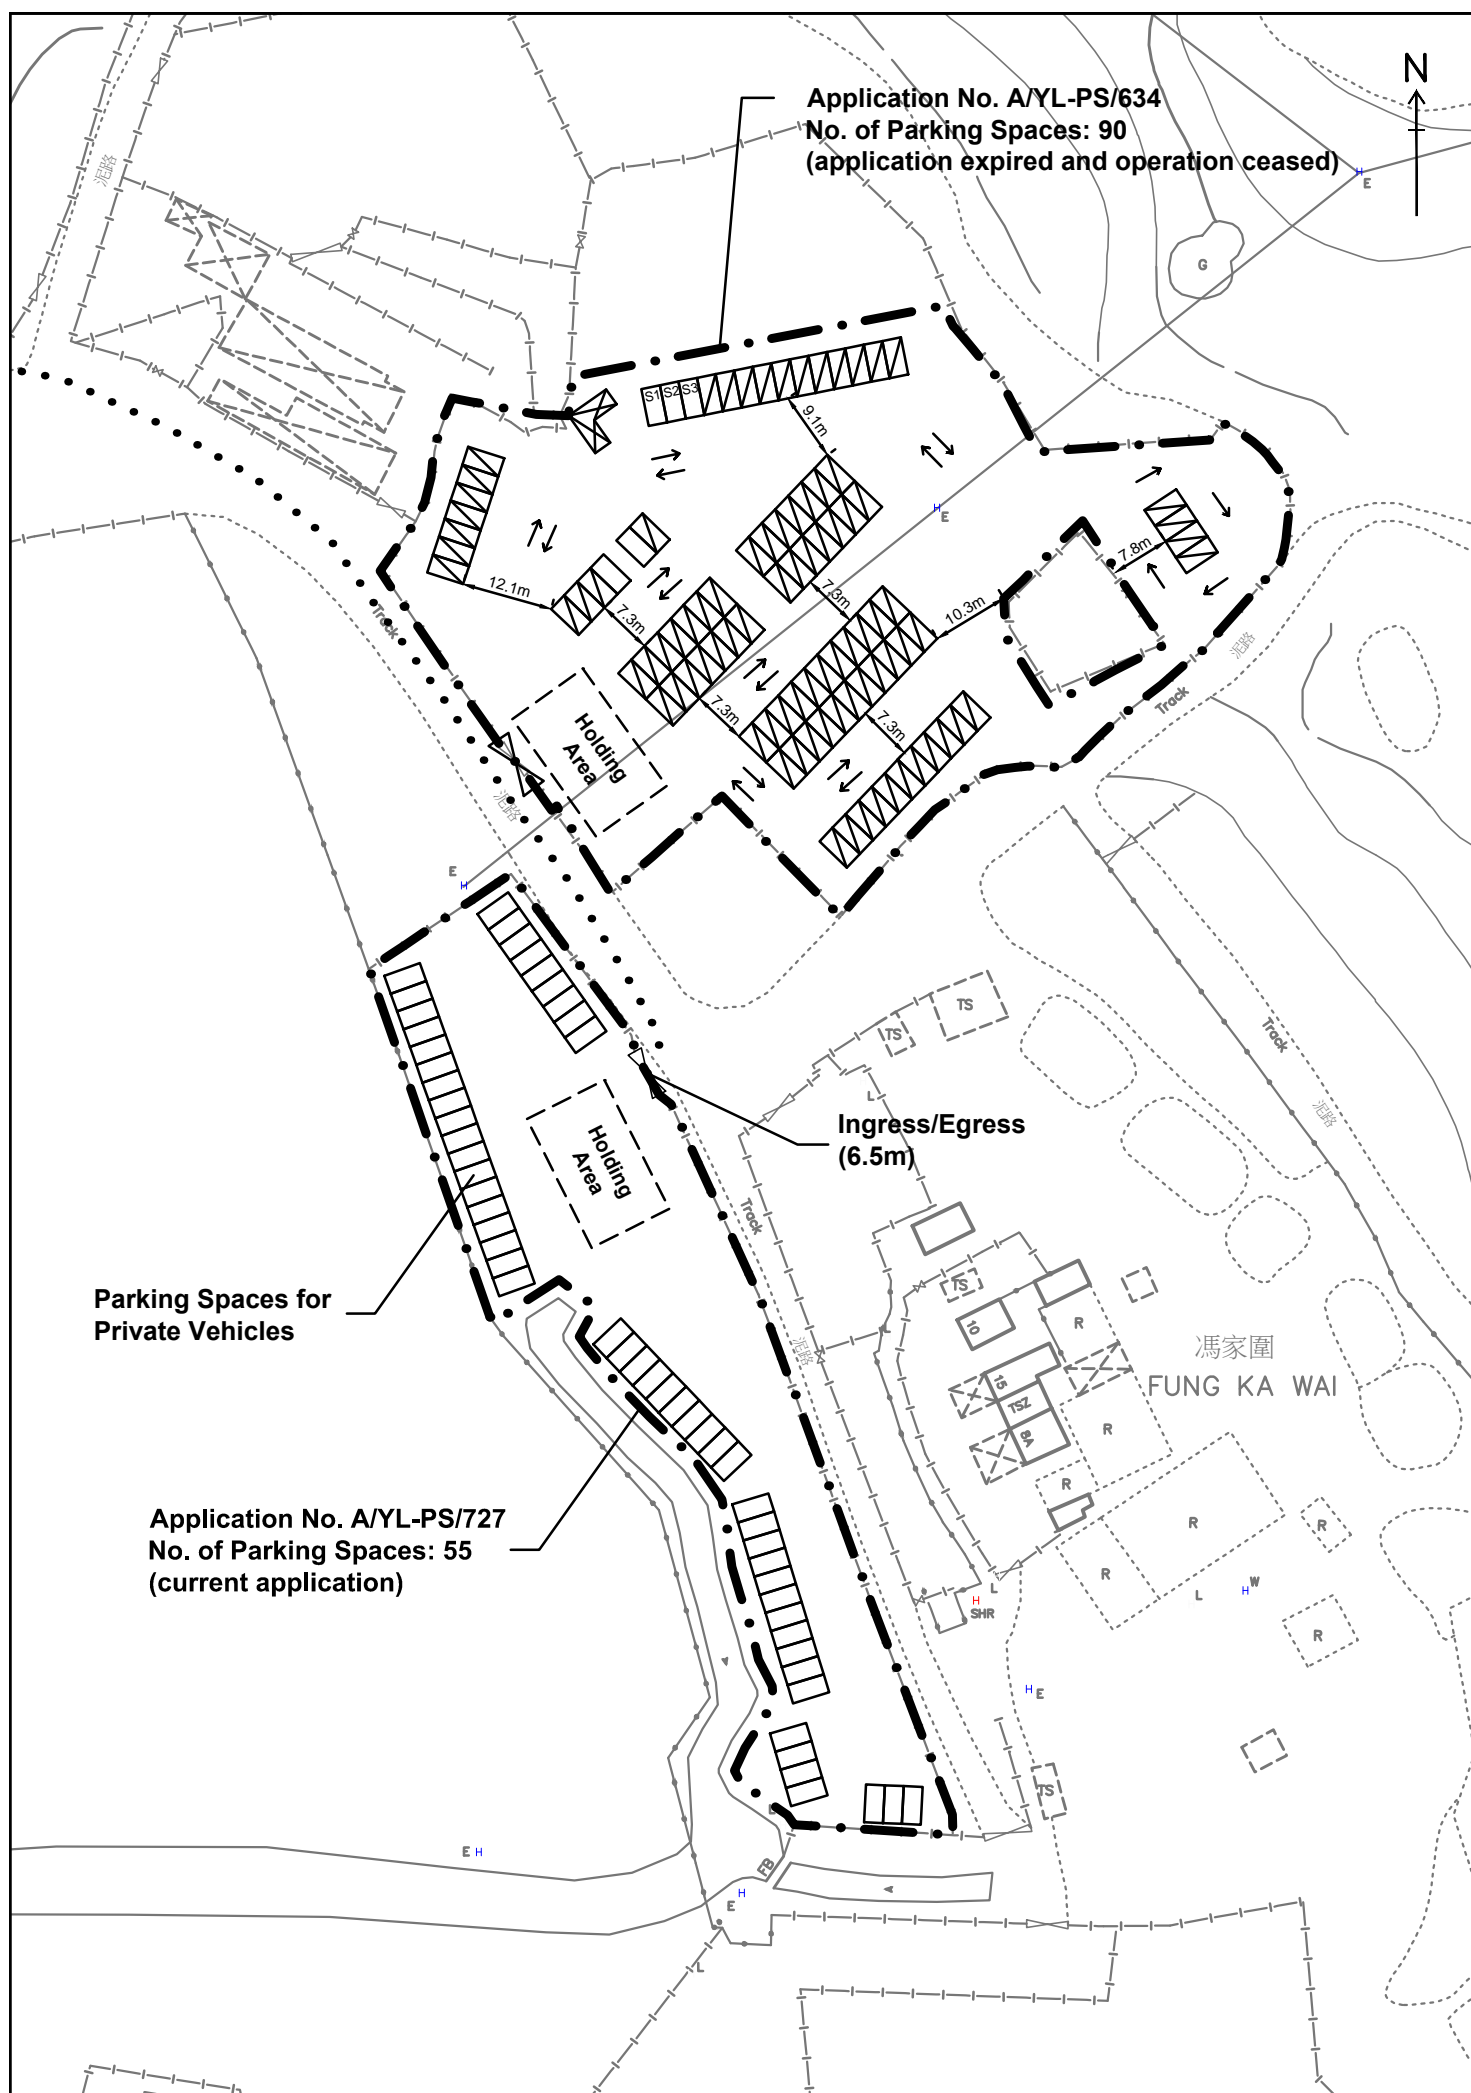 N
Application No. A/YL-PS/634
No. of Parking Spaces: 90
(application expired and operation ceased)
H
E
泥路
G
S1 S2 S3
9.1m
H
E
7.8m
12.1m
7.3m
7.3m
10.3m
Track
泥路
Track
7.3m
7.3m
Holding
Area
泥路
E
H
TS
TS
Track
泥路
L
Ingress/Egress
(6.5m)
Holding
Area
Track
TS
Parking Spaces for
Private Vehicles
泥路
L
10
R
馮家圍
FUNG KA WAI
15
TSZ
8A
R
R
Application No. A/YL-PS/727
No. of Parking Spaces: 55
(current application)
R
R
R
L
H W
L
H
SHR
R
H E
TS
L
E H
FB
H
E
L